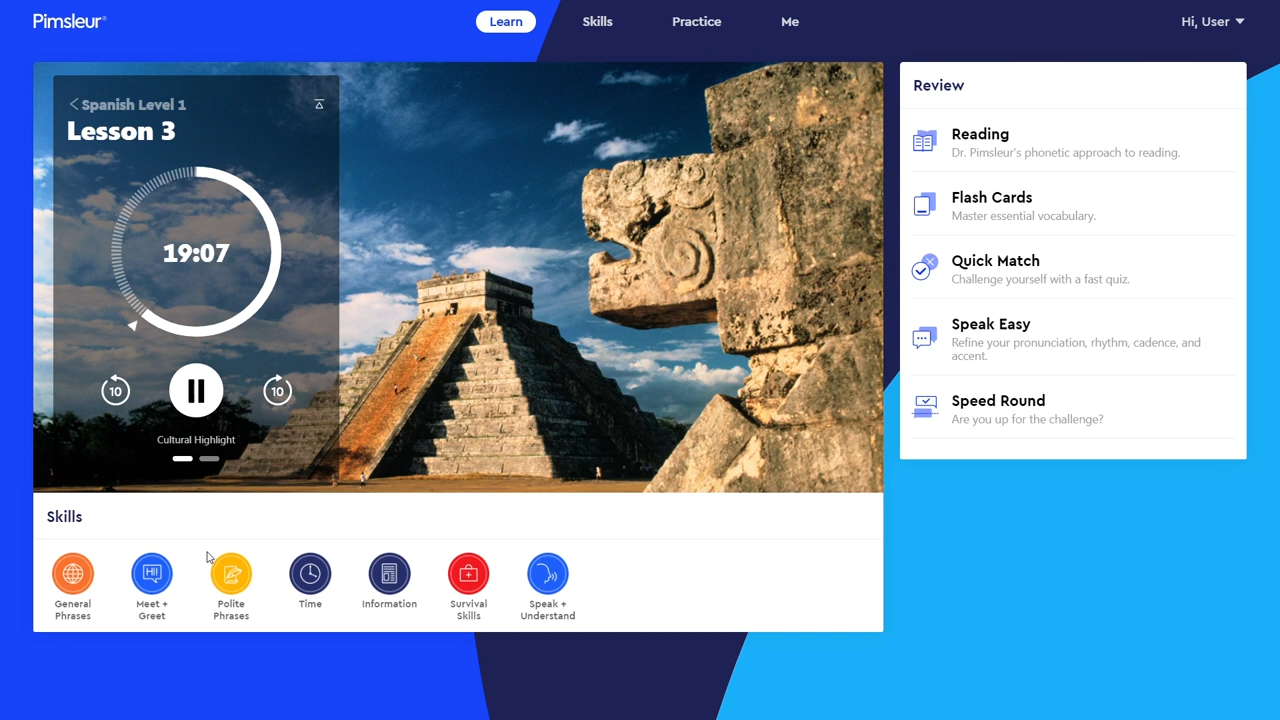 Pimsleur®
Learn
Skills
Practice
Me
Hi, User
Spanish Level 1
Lesson 3
19:07
10
10
Cultural Highlight
Skills
HI!
General
Phrases
Meet +
Greet
Polite
Phrases
Time
Information
Survival
Skills
Speak +
Understand
Review
Reading
Dr. Pimsleur's phonetic approach to reading.
Flash Cards
Master essential vocabulary.
Quick Match
Challenge yourself with a fast quiz.
Speak Easy
Refine your pronunciation, rhythm, cadence, and
accent.
Speed Round
Are you up for the challenge?